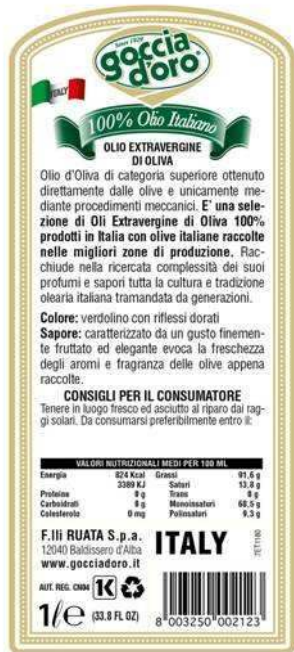 Since 1920
goccia
d'oro®
ITALY
100% Olio Italiano
OLIO EXTRAVERGINE
DI OLIVA
Olio d'Oliva di categoria superiore ottenuto
direttamente dalle olive e unicamente me-
diante procedimenti meccanici. E' una sele-
zione di Oli Extravergine di Oliva 100%
prodotti in Italia con olive italiane raccolte
nelle migliori zone di produzione. Rac-
chiude nella ricercata complessità dei suoi
profumi e sapori tutta la cultura e tradizione
olearia italiana tramandata da generazioni.
Colore: verdolino con riflessi dorati
Sapore: caratterizzato da un gusto finemen-
te fruttato ed elegante evoca la freschezza
degli aromi e fragranza delle olive appena
raccolte.
CONSIGLI PER IL CONSUMATORE
Tenere in luogo fresco ed asciutto al riparo dai rag-
gi solari. Da consumarsi preferibilmente entro il:
VALORI NUTRIZIONALI MEDI PER 100 ML
Energia 824 Kcal Grassi 91,6 g
3389 KJ Saturi 13,8 g
Proteine 0 g Trans 0 g
Carboidrati 0 g Monoinsaturi 68,5 g
Colesterolo 0 mg Polinsaturi 9,3 g
F.lli RUATA S.p.a. ITALY
12040 Baldissero d'Alba
www.gocciadoro.it
7ET1180
AUT. REG. CN04 K
1 l e (33.8 FL OZ)
8 003250 002123